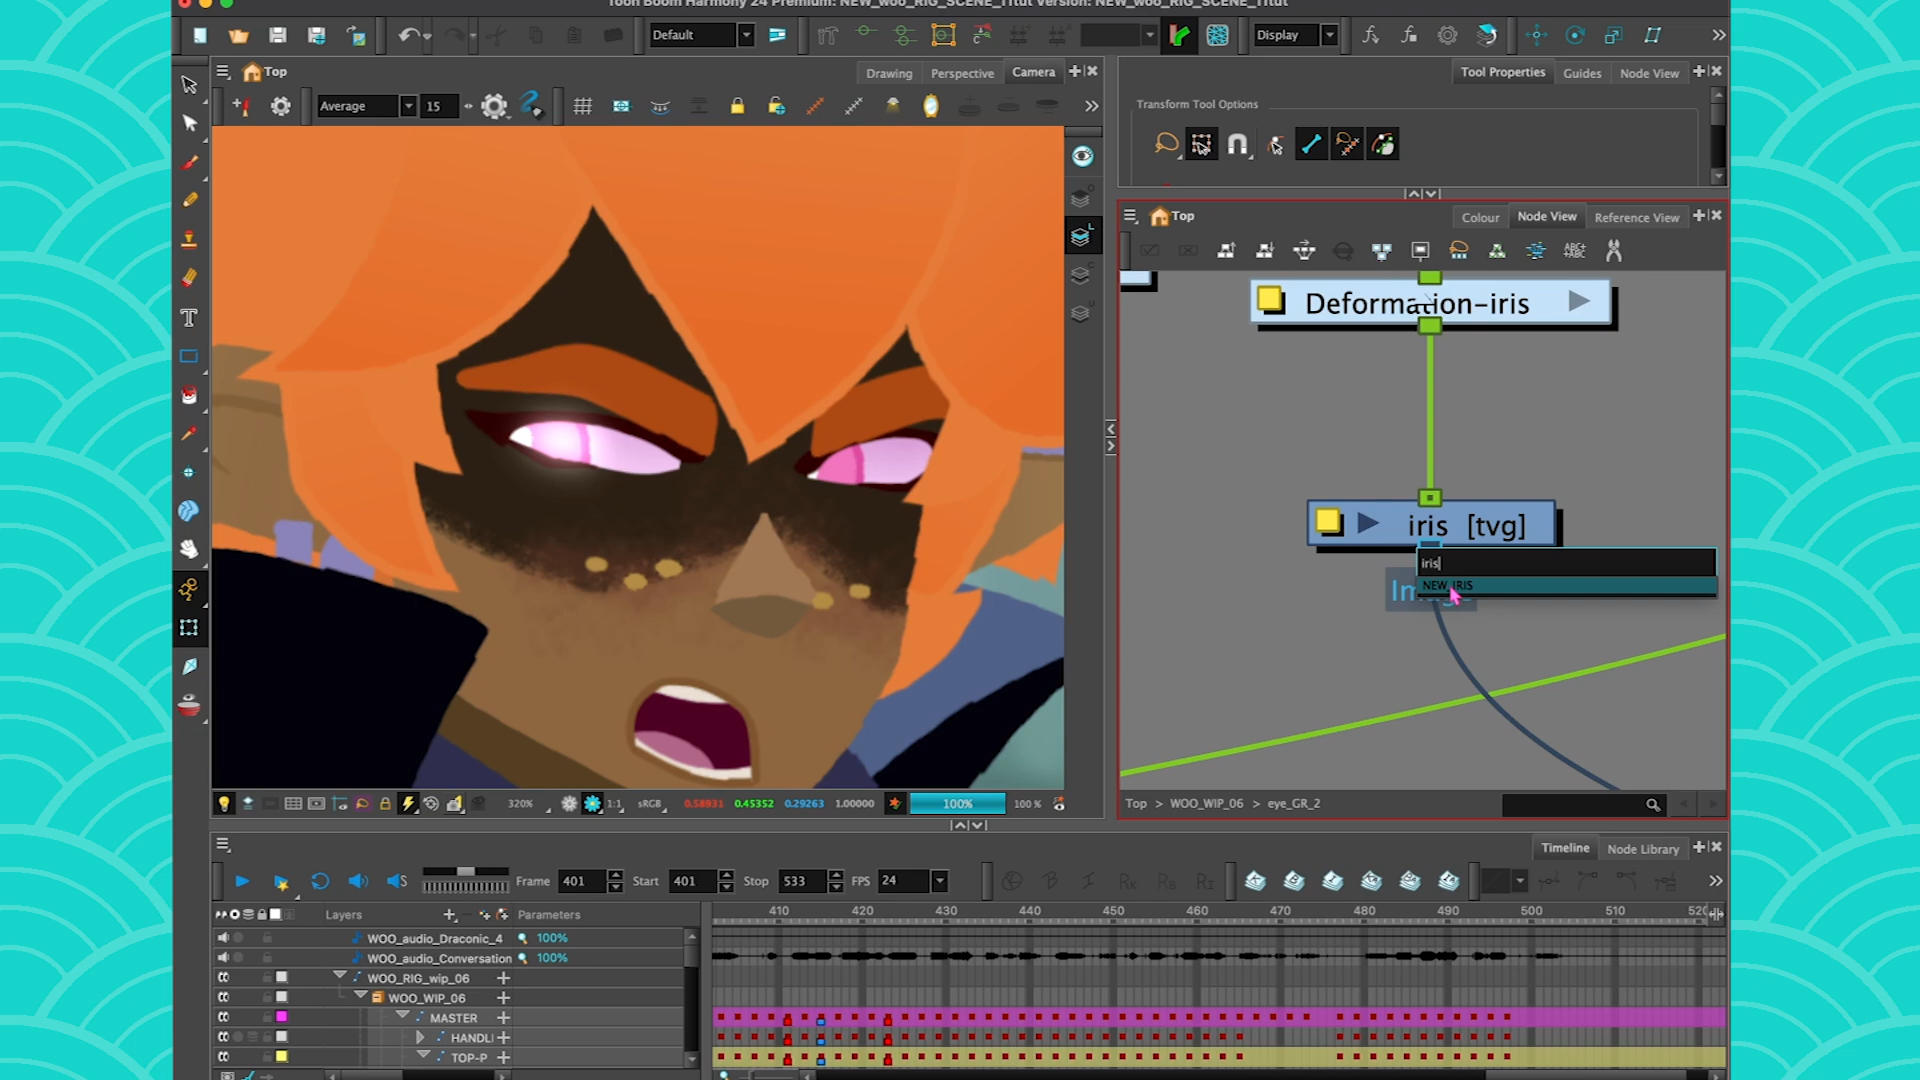 Toon Boom Harmony 24 Premium: NEW_woo_RIG_SCENE_11tut version: NEW_woo_RIG_SCENE_11tut
Default
Display
Top
Drawing
Perspective
Camera
Average
15
Tool Properties
Guides
Node View
Transform Tool Options
Top
Colour
Node View
Reference View
ABC+
+ABC
Deformation-iris
iris [tvg]
iris
NEW_IRIS
Top > WOO_WIP_06 > eye_GR_2
320%
1:1
sRGB
0.58931
0.45352
0.29263
1.00000
100%
100 %
Timeline
Node Library
Frame 401
Start 401
Stop 533
FPS 24
Layers
Parameters
410 420 430 440 450 460 470 480 490 500 510
WOO_audio_Draconic_4
100%
WOO_audio_Conversation
100%
WOO_RIG_wip_06
WOO_WIP_06
MASTER
HANDLI
TOP-P